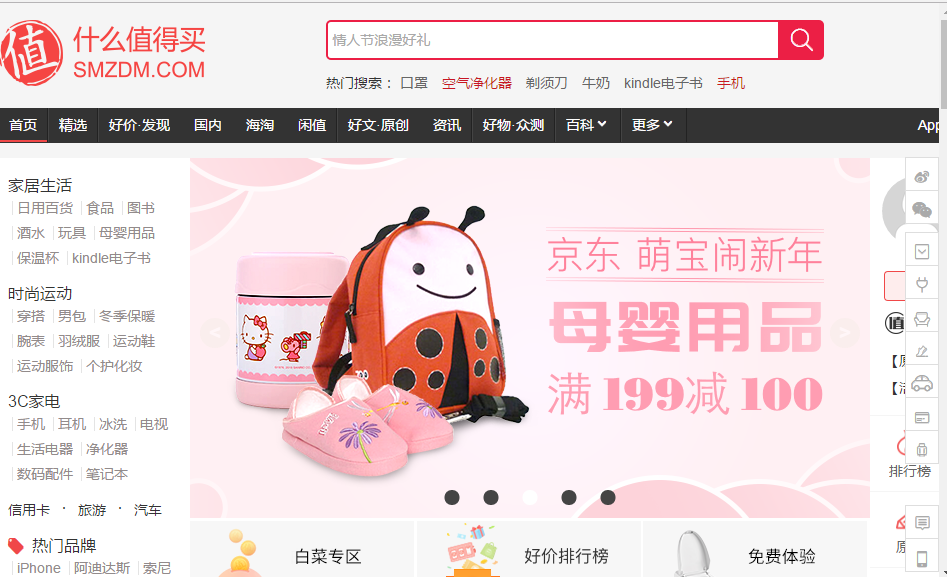 值
什么值得买
SMZDM.COM
情人节浪漫好礼
热门搜索： 口罩 空气净化器 剃须刀 牛奶 kindle电子书 手机
首页 精选 好价·发现 国内 海淘 闲值 好文·原创 资讯 好物·众测 百科 更多 App
家居生活
日用百货 食品 图书
酒水 玩具 母婴用品
保温杯 kindle电子书
时尚运动
穿搭 男包 冬季保暖
腕表 羽绒服 运动鞋
运动服饰 个护化妆
3C家电
手机 耳机 冰洗 电视
生活电器 净化器
数码配件 笔记本
信用卡 · 旅游 · 汽车
热门品牌
iPhone 阿迪达斯 索尼
京东 萌宝闹新年
母婴用品
满 199减 100
< >
白菜专区 好价排行榜 免费体验
值
排行榜